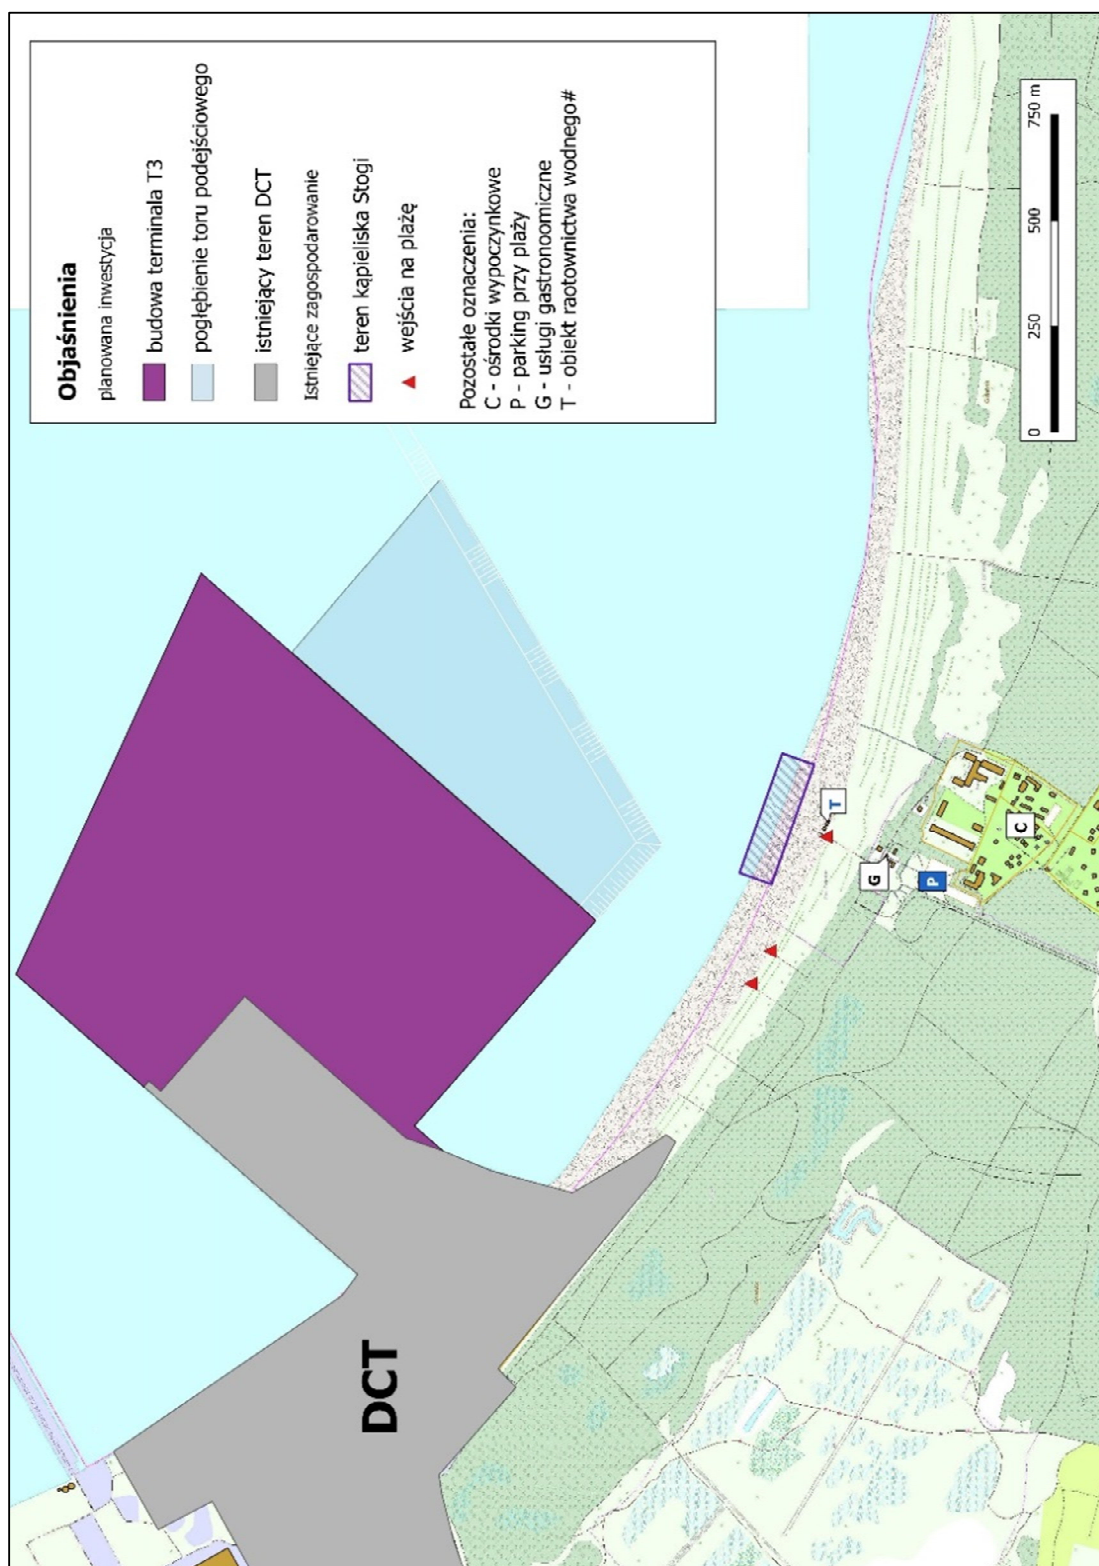 Objaśnienia
planowana inwestycja
budowa terminala T3
pogłębienie toru podejściowego
istniejący teren DCT
Istniejące zagospodarowanie
teren kąpieliska Stogi
wejścia na plażę
Pozostałe oznaczenia:
C - ośrodki wypoczynkowe
P - parking przy plaży
G - usługi gastronoomiczne
T - obiekt raotownictwa wodnego#
DCT
T
G
P
C
0 250 500 750 m